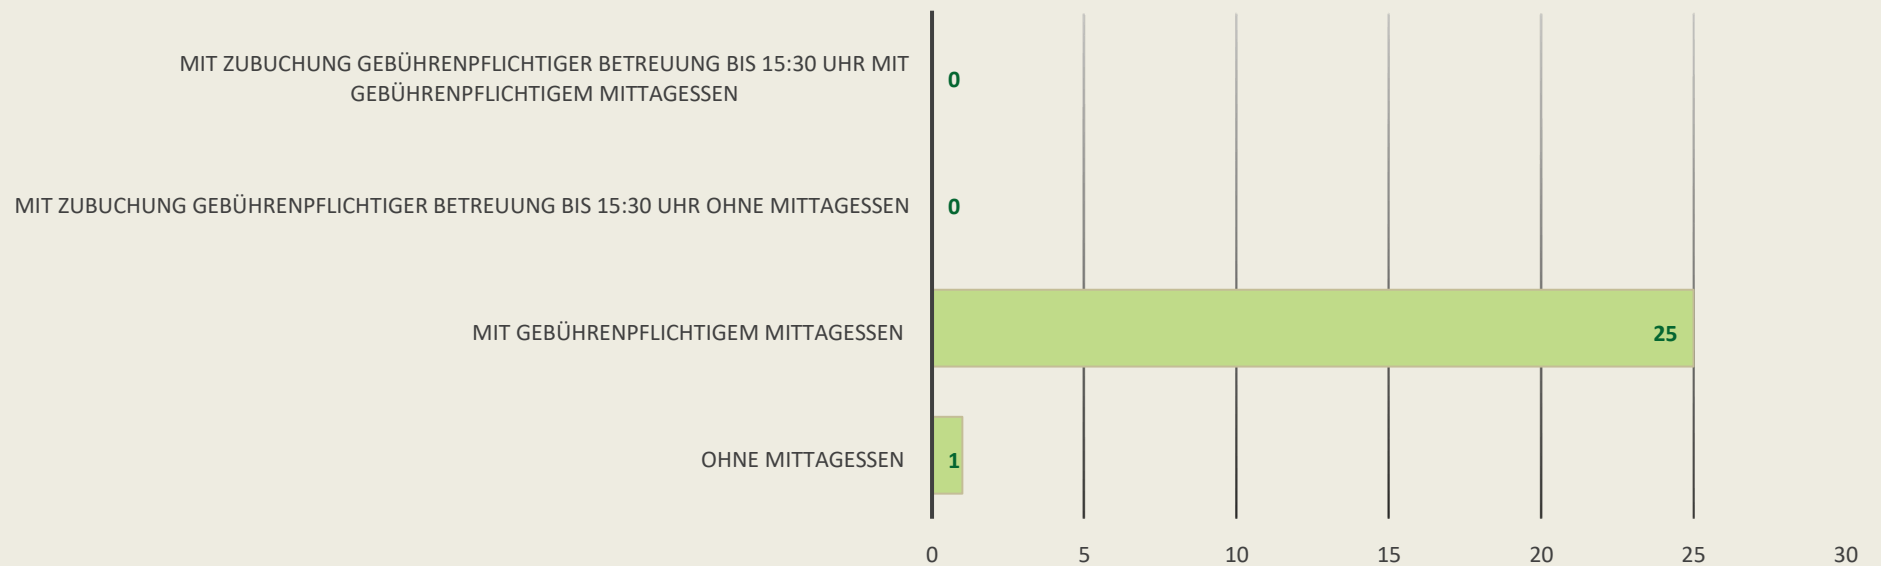 MIT ZUBUCHUNG GEBÜHRENPFLICHTIGER BETREUUNG BIS 15:30 UHR MIT
GEBÜHRENPFLICHTIGEM MITTAGESSEN
0
MIT ZUBUCHUNG GEBÜHRENPFLICHTIGER BETREUUNG BIS 15:30 UHR OHNE MITTAGESSEN
0
MIT GEBÜHRENPFLICHTIGEM MITTAGESSEN
25
OHNE MITTAGESSEN
1
0 5 10 15 20 25 30